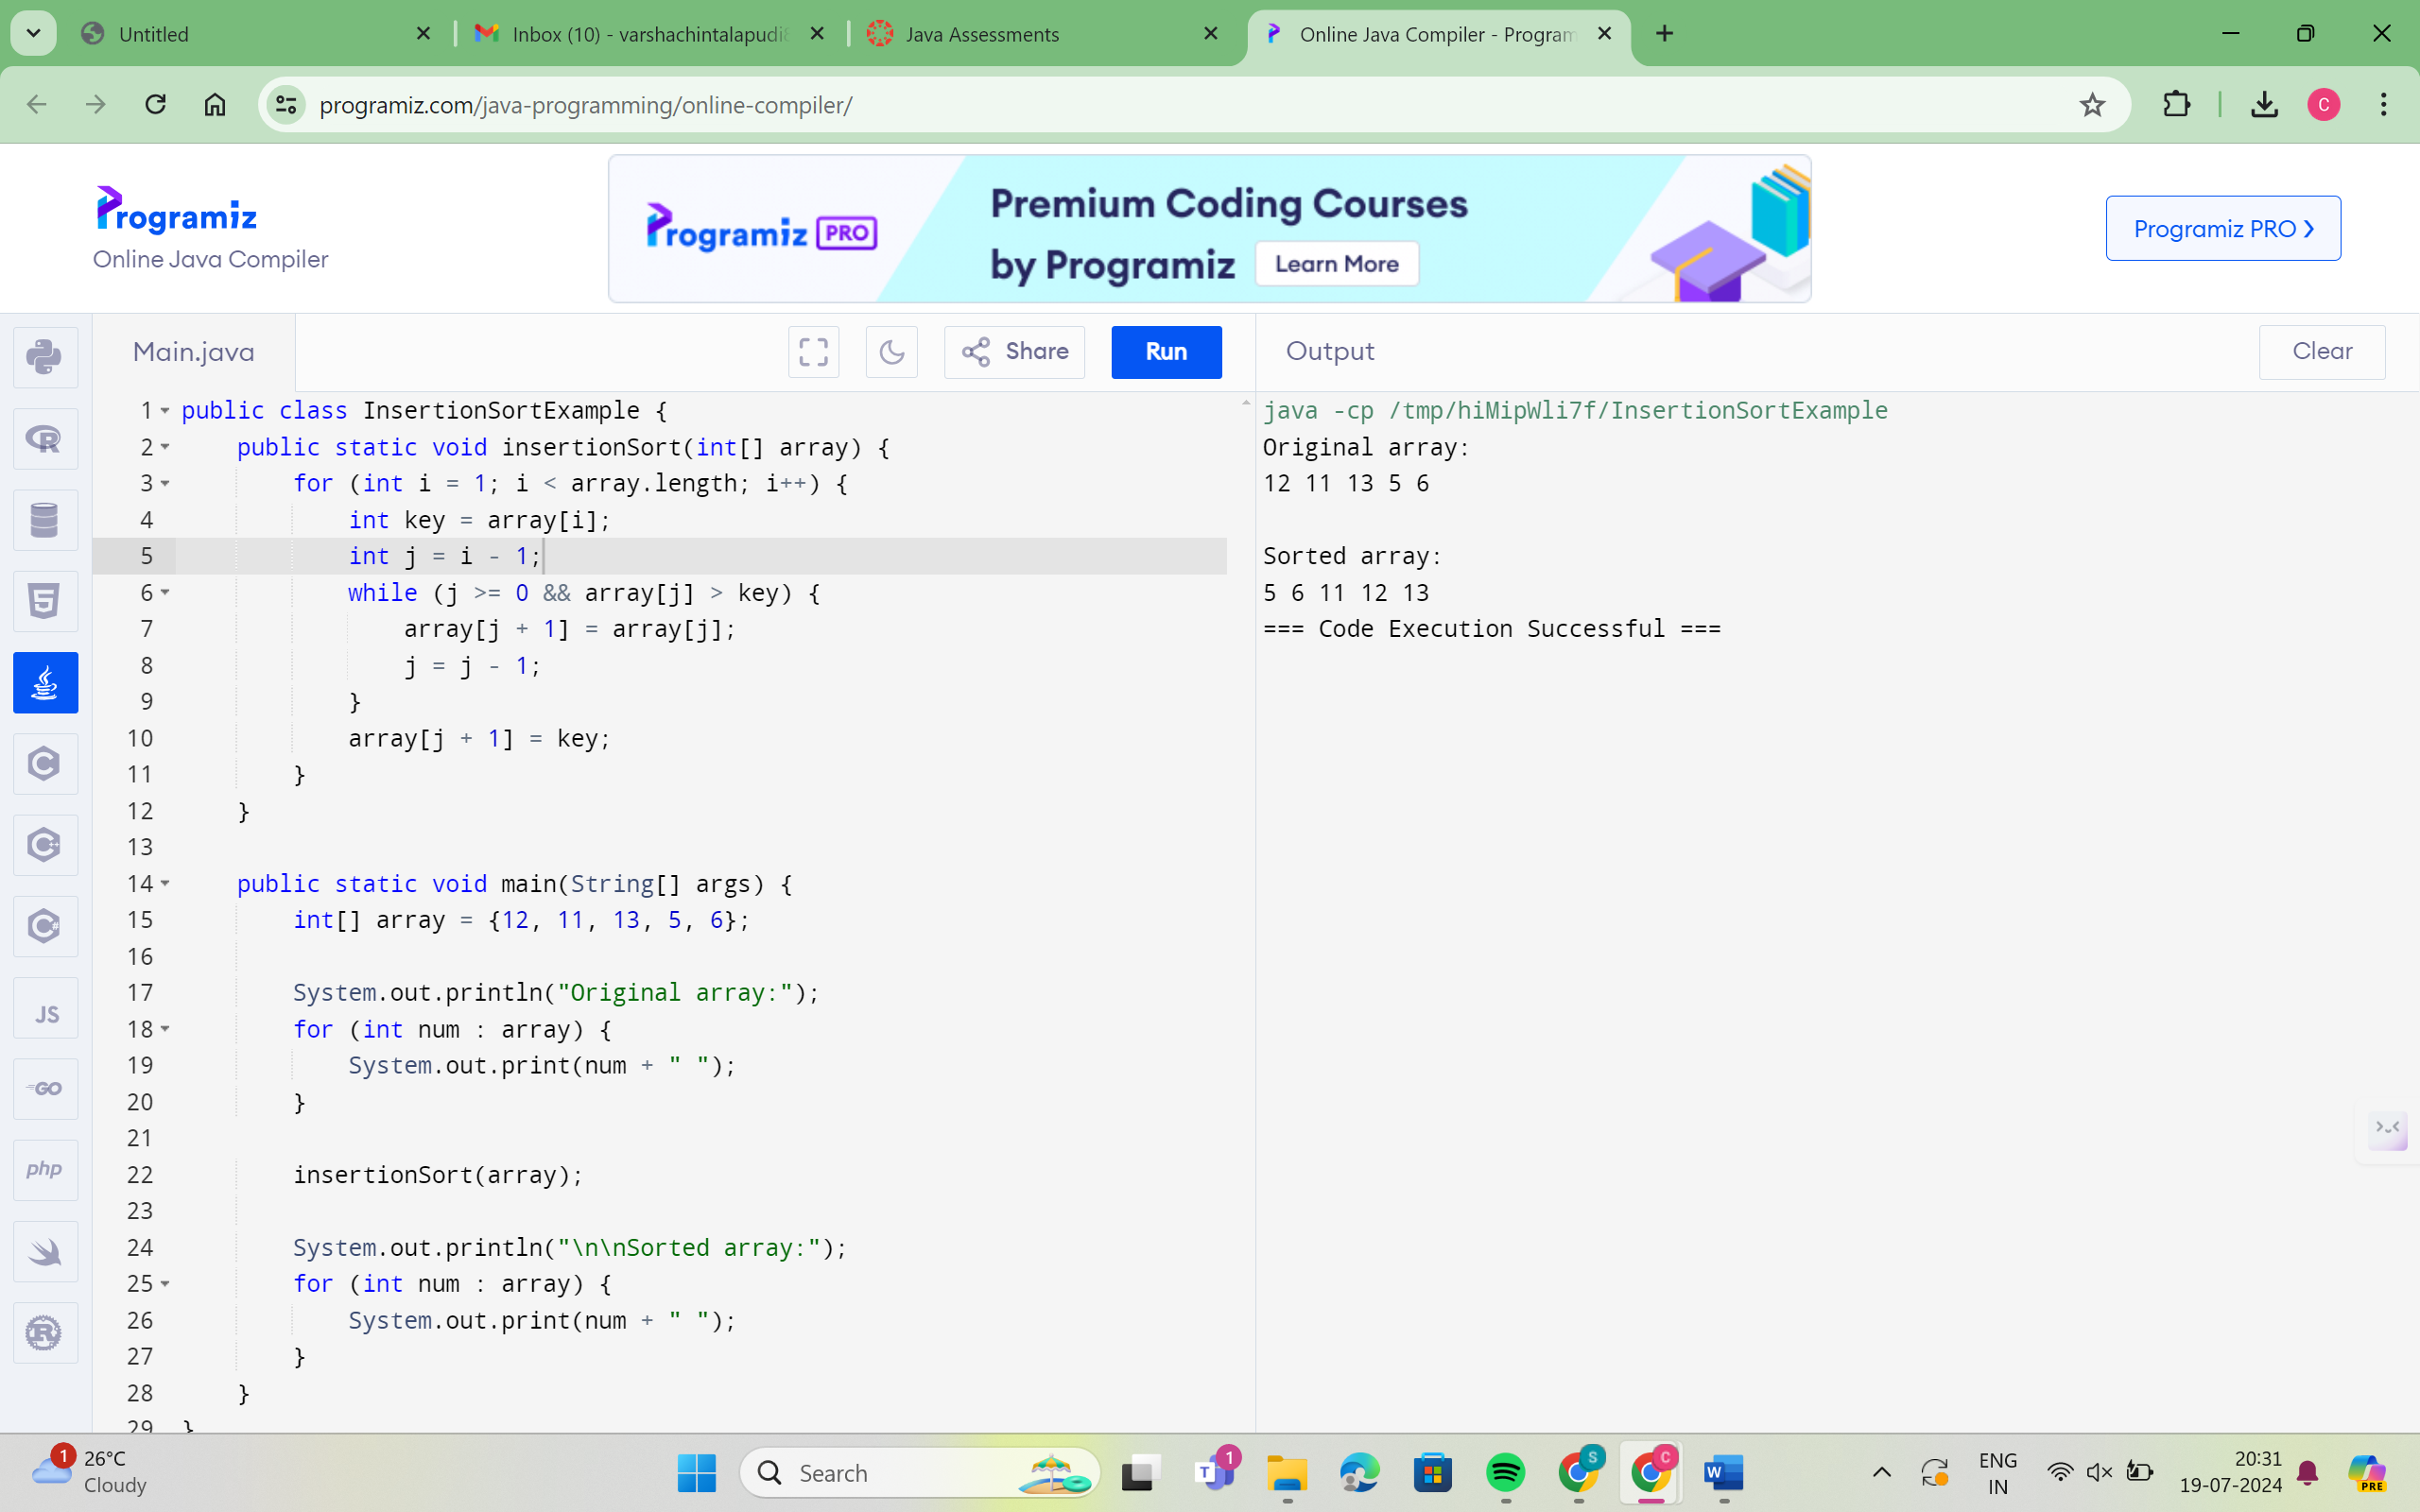 Untitled
Inbox (10) - varshachintalapudi
Java Assessments
Online Java Compiler - Program
programiz.com/java-programming/online-compiler/
C
Programiz
Online Java Compiler
Programiz PRO
Premium Coding Courses
by Programiz
Learn More
Programiz PRO
Main.java
Share
Run
Output
Clear
1 public class InsertionSortExample {
2 public static void insertionSort(int[] array) {
3 for (int i = 1; i < array.length; i++) {
4 int key = array[i];
5 int j = i - 1;
6 while (j >= 0 && array[j] > key) {
7 array[j + 1] = array[j];
8 j = j - 1;
9 }
10 array[j + 1] = key;
11 }
12 }
13
14 public static void main(String[] args) {
15 int[] array = {12, 11, 13, 5, 6};
16
17 System.out.println("Original array:");
18 for (int num : array) {
19 System.out.print(num + " ");
20 }
21
22 insertionSort(array);
23
24 System.out.println("\n\nSorted array:");
25 for (int num : array) {
26 System.out.print(num + " ");
27 }
28 }
29 }
java -cp /tmp/hiMipWli7f/InsertionSortExample
Original array:
12 11 13 5 6
Sorted array:
5 6 11 12 13
=== Code Execution Successful ===
JS
GO
php
1
26°C
Cloudy
Search
1
S
C
W
ENG
IN
20:31
19-07-2024
PRE